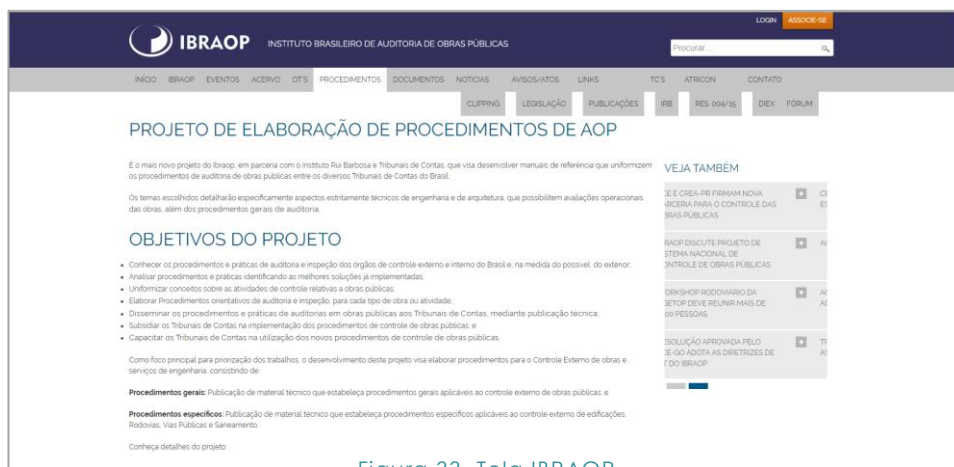 LOGIN ASSOCIE-SE
IBRAOP INSTITUTO BRASILEIRO DE AUDITORIA DE OBRAS PÚBLICAS
Procurar ...
INÍCIO IBRAOP EVENTOS ACERVO OT'S PROCEDIMENTOS DOCUMENTOS NOTÍCIAS AVISOS/ATOS LINKS TC'S ATRICON CONTATO
CLIPPING LEGISLAÇÃO PUBLICAÇÕES IRB RES. 004/15 DIEX FÓRUM
PROJETO DE ELABORAÇÃO DE PROCEDIMENTOS DE AOP
É o mais novo projeto do Ibraop, em parceria com o Instituto Rui Barbosa e Tribunais de Contas, que visa desenvolver manuais de referência que uniformizem
os procedimentos de auditoria de obras públicas entre os diversos Tribunais de Contas do Brasil.
Os temas escolhidos detalharão especificamente aspectos estritamente técnicos de engenharia e de arquitetura, que possibilitem avaliações operacionais
das obras, além dos procedimentos gerais de auditoria.
OBJETIVOS DO PROJETO
• Conhecer os procedimentos e práticas de auditoria e inspeção dos órgãos de controle externo e interno do Brasil e, na medida do possível, do exterior;
• Analisar procedimentos e práticas identificando as melhores soluções já implementadas;
• Uniformizar conceitos sobre as atividades de controle relativas a obras públicas;
• Elaborar Procedimentos orientativos de auditoria e inspeção, para cada tipo de obra ou atividade;
• Disseminar os procedimentos e práticas de auditorias em obras públicas aos Tribunais de Contas, mediante publicação técnica;
• Subsidiar os Tribunais de Contas na implementação dos procedimentos de controle de obras públicas; e
• Capacitar os Tribunais de Contas na utilização dos novos procedimentos de controle de obras públicas.
Como foco principal para priorização dos trabalhos, o desenvolvimento deste projeto visa elaborar procedimentos para o Controle Externo de obras e
serviços de engenharia, consistindo de:
Procedimentos gerais: Publicação de material técnico que estabeleça procedimentos gerais aplicáveis ao controle externo de obras públicas; e
Procedimentos específicos: Publicação de material técnico que estabeleça procedimentos específicos aplicáveis ao controle externo de edificações,
Rodovias, Vias Públicas e Saneamento
Conheça detalhes do projeto
VEJA TAMBÉM
CE E CREA-PR FIRMAM NOVA
ARCERIA PARA O CONTROLE DAS
BRAS PÚBLICAS
RAOP DISCUTE PROJETO DE
STEMA NACIONAL DE
ONTROLE DE OBRAS PÚBLICAS
ORKSHOP RODOVIÁRIO DA
GETOP DEVE REUNIR MAIS DE
00 PESSOAS
ESOLUÇÃO APROVADA PELO
CE-GO ADOTA AS DIRETRIZES DE
T DO IBRAOP